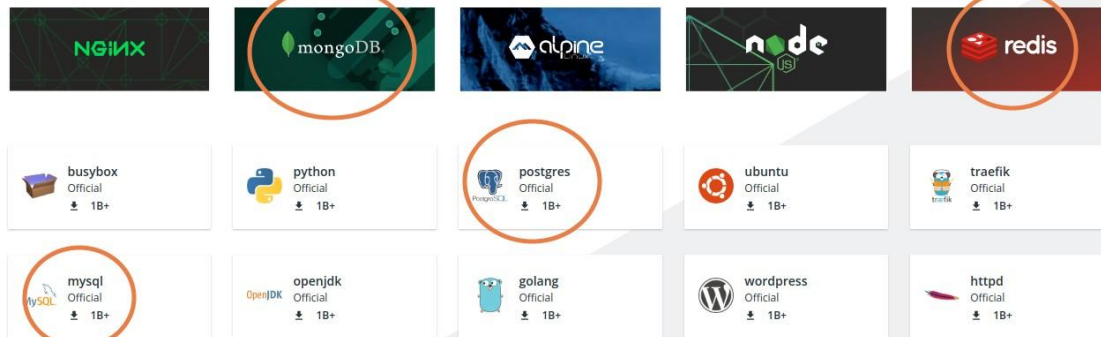 NGINX
mongoDB
alpine
Linux
node
JS
redis
busybox
Official
1B+
python
Official
1B+
PostgreSQL
postgres
Official
1B+
ubuntu
Official
1B+
traefik
traefik
Official
1B+
MySQL
mysql
Official
1B+
OpenJDK
openjdk
Official
1B+
golang
Official
1B+
wordpress
Official
1B+
httpd
Official
1B+